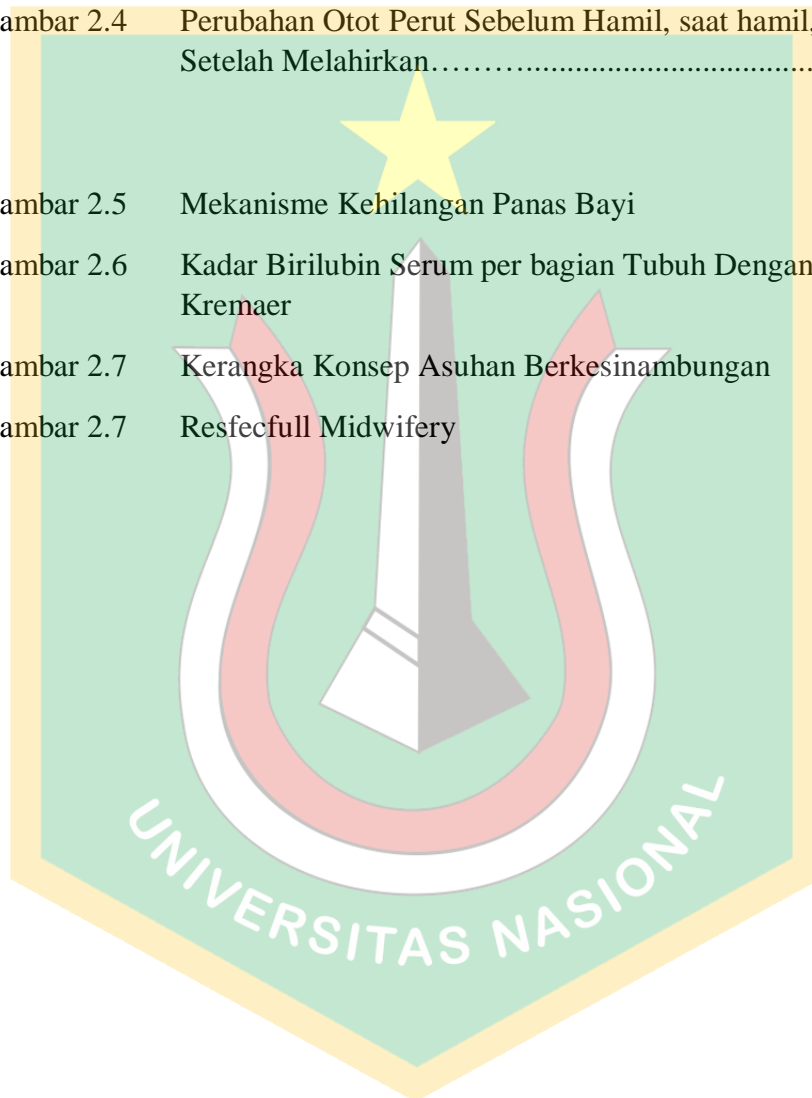 ambar 2.4 Perubahan Otot Perut Sebelum Hamil, saat hamil,
Setelah Melahirkan………....................................
ambar 2.5 Mekanisme Kehilangan Panas Bayi
ambar 2.6 Kadar Birilubin Serum per bagian Tubuh Dengan
Kremaer
ambar 2.7 Kerangka Konsep Asuhan Berkesinambungan
ambar 2.7 Resfecfull Midwifery
UNIVERSITAS NASIONAL